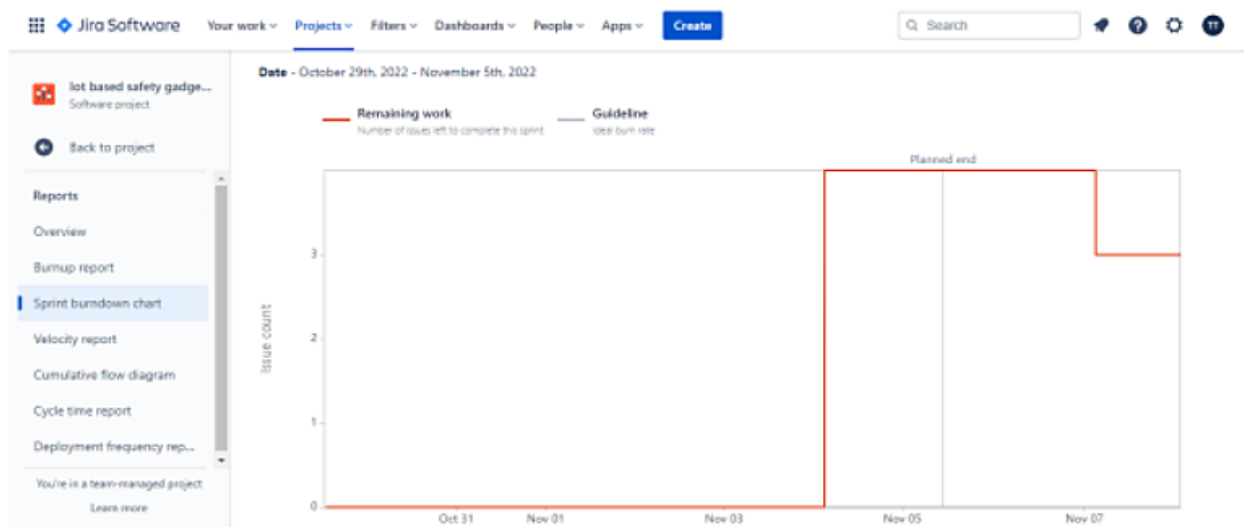 Jira Software Your work Projects Filters Dashboards People Apps Create Search TT
Iot based safety gadge...
Software project
Back to project
Reports
Overview
Burnup report
Sprint burndown chart
Velocity report
Cumulative flow diagram
Cycle time report
Deployment frequency rep...
You're in a team-managed project
Learn more
Date - October 29th, 2022 - November 5th, 2022
Remaining work
Number of issues left to complete this sprint
Guideline
Ideal burn rate
Planned end
Issue count
3
2
1
0
Oct 31 Nov 01 Nov 03 Nov 05 Nov 07